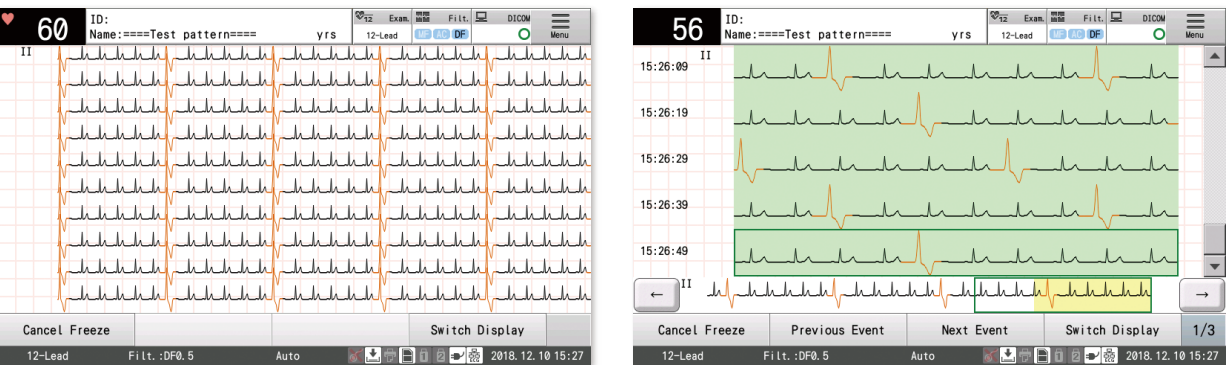 60
ID:
Name:====Test pattern==== yrs
12 Exam.
12-Lead
Filt.
MF AC DF
DICOM
Menu
II
Cancel Freeze
Switch Display
12-Lead Filt.:DF0.5 Auto 2018.12.10 15:27
56
ID:
Name:====Test pattern==== yrs
12 Exam.
12-Lead
Filt.
MF AC DF
DICOM
Menu
II
15:26:09
15:26:19
15:26:29
15:26:39
15:26:49
← II →
Cancel Freeze
Previous Event
Next Event
Switch Display
1/3
12-Lead Filt.:DF0.5 Auto 2018.12.10 15:27